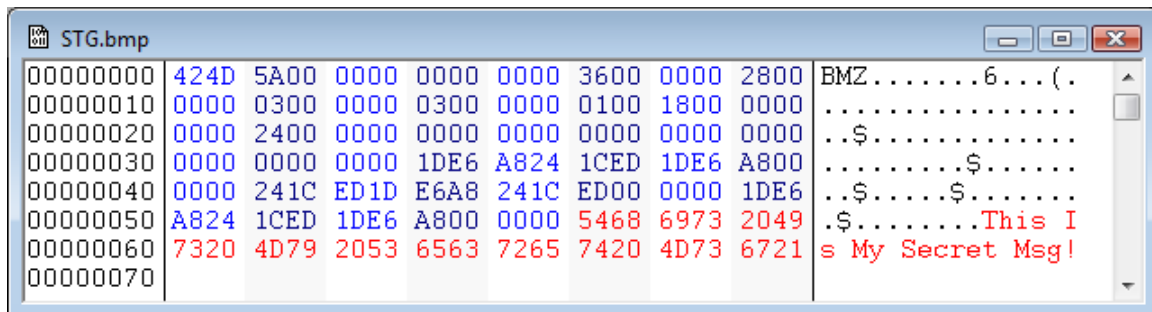 STG.bmp
00000000 424D 5A00 0000 0000 0000 3600 0000 2800 BMZ.......6...(.
00000010 0000 0300 0000 0300 0000 0100 1800 0000 ................
00000020 0000 2400 0000 0000 0000 0000 0000 0000 ..$.............
00000030 0000 0000 0000 1DE6 A824 1CED 1DE6 A800 .........$......
00000040 0000 241C ED1D E6A8 241C ED00 0000 1DE6 ..$.....$.......
00000050 A824 1CED 1DE6 A800 0000 5468 6973 2049 .$........This I
00000060 7320 4D79 2053 6563 7265 7420 4D73 6721 s My Secret Msg!
00000070